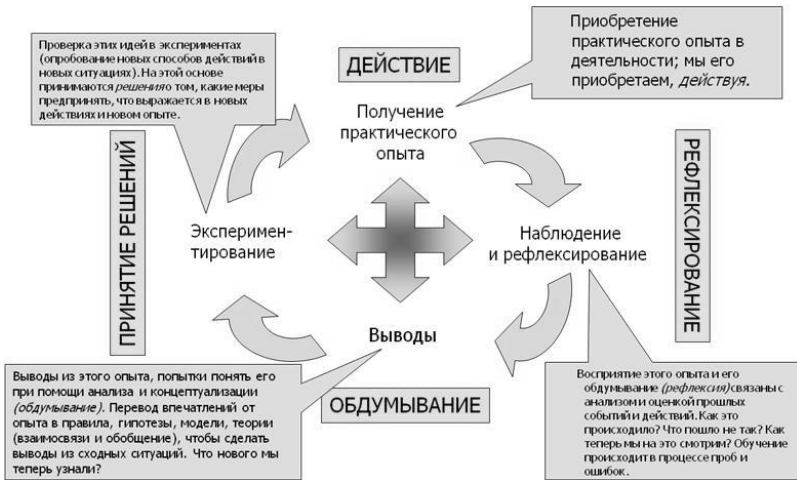 Проверка этих идей в экспериментах
(опробование новых способов действий в
новых ситуациях). На этой основе
принимаются решения о том, какие меры
предпринять, что выражается в новых
действиях и новом опыте.
ДЕЙСТВИЕ
Приобретение
практического опыта в
деятельности; мы его
приобретаем, действуя.
Получение
практического
опыта
ПРИНЯТИЕ РЕШЕНИЙ
РЕФЛЕКСИРОВАНИЕ
Эксперимен-
тирование
Наблюдение
и рефлексирование
Выводы
Выводы из этого опыта, попытки понять его
при помощи анализа и концептуализации
(обдумывание). Перевод впечатлений от
опыта в правила, гипотезы, модели, теории
(взаимосвязи и обобщение), чтобы сделать
выводы из сходных ситуаций. Что нового мы
теперь узнали?
ОБДУМЫВАНИЕ
Восприятие этого опыта и его
обдумывание (рефлексия) связаны с
анализом и оценкой прошлых
событий и действий. Как это
происходило? Что пошло не так? Как
теперь мы на это смотрим? Обучение
происходит в процессе проб и
ошибок.